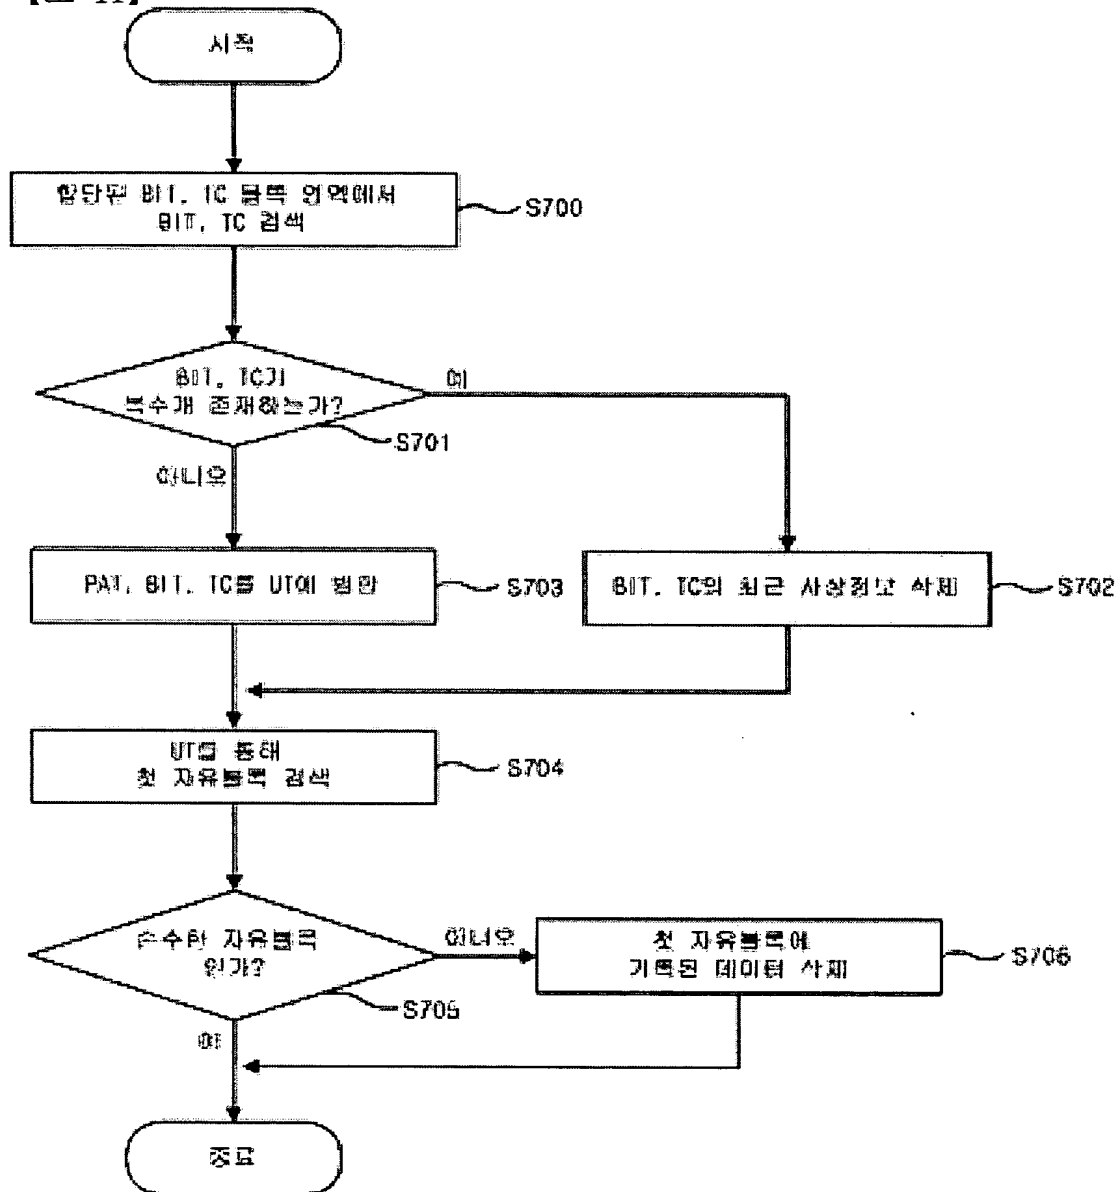 시작
할당된 BIT, TC 블록 영역에서
BIT, TC 검색
S700
BIT, TC가
복수개 존재하는가?
예
S701
아니오
PAT, BIT, TC를 UT에
S703
BIT, TC의 최근 사상정보 삭제
S702
UT를 통해
첫 자유블록 검색
S704
순수한 자유블록
인가?
아니오
S705
예
첫 자유블록에
기록된 데이터 삭제
S706
종료